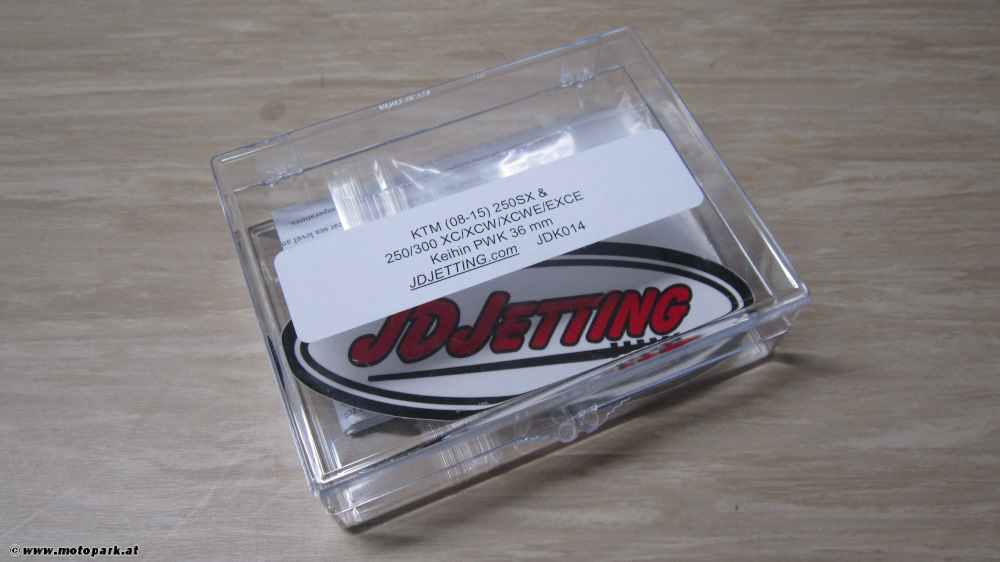 KTM (08-15) 250SX &
250/300 XC/XCW/XCWE/EXCE
Keihin PWK 36 mm
JDJETTING.com JDK014
JDJETTING
© www.motopark.at